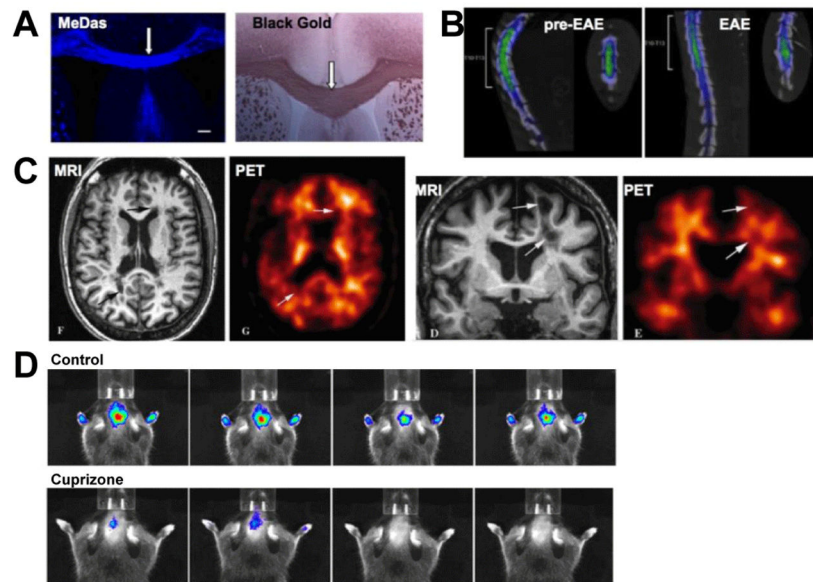 A
MeDas
Black Gold
B
pre-EAE
EAE
C
MRI
PET
MRI
PET
F
G
D
E
D
Control
Cuprizone